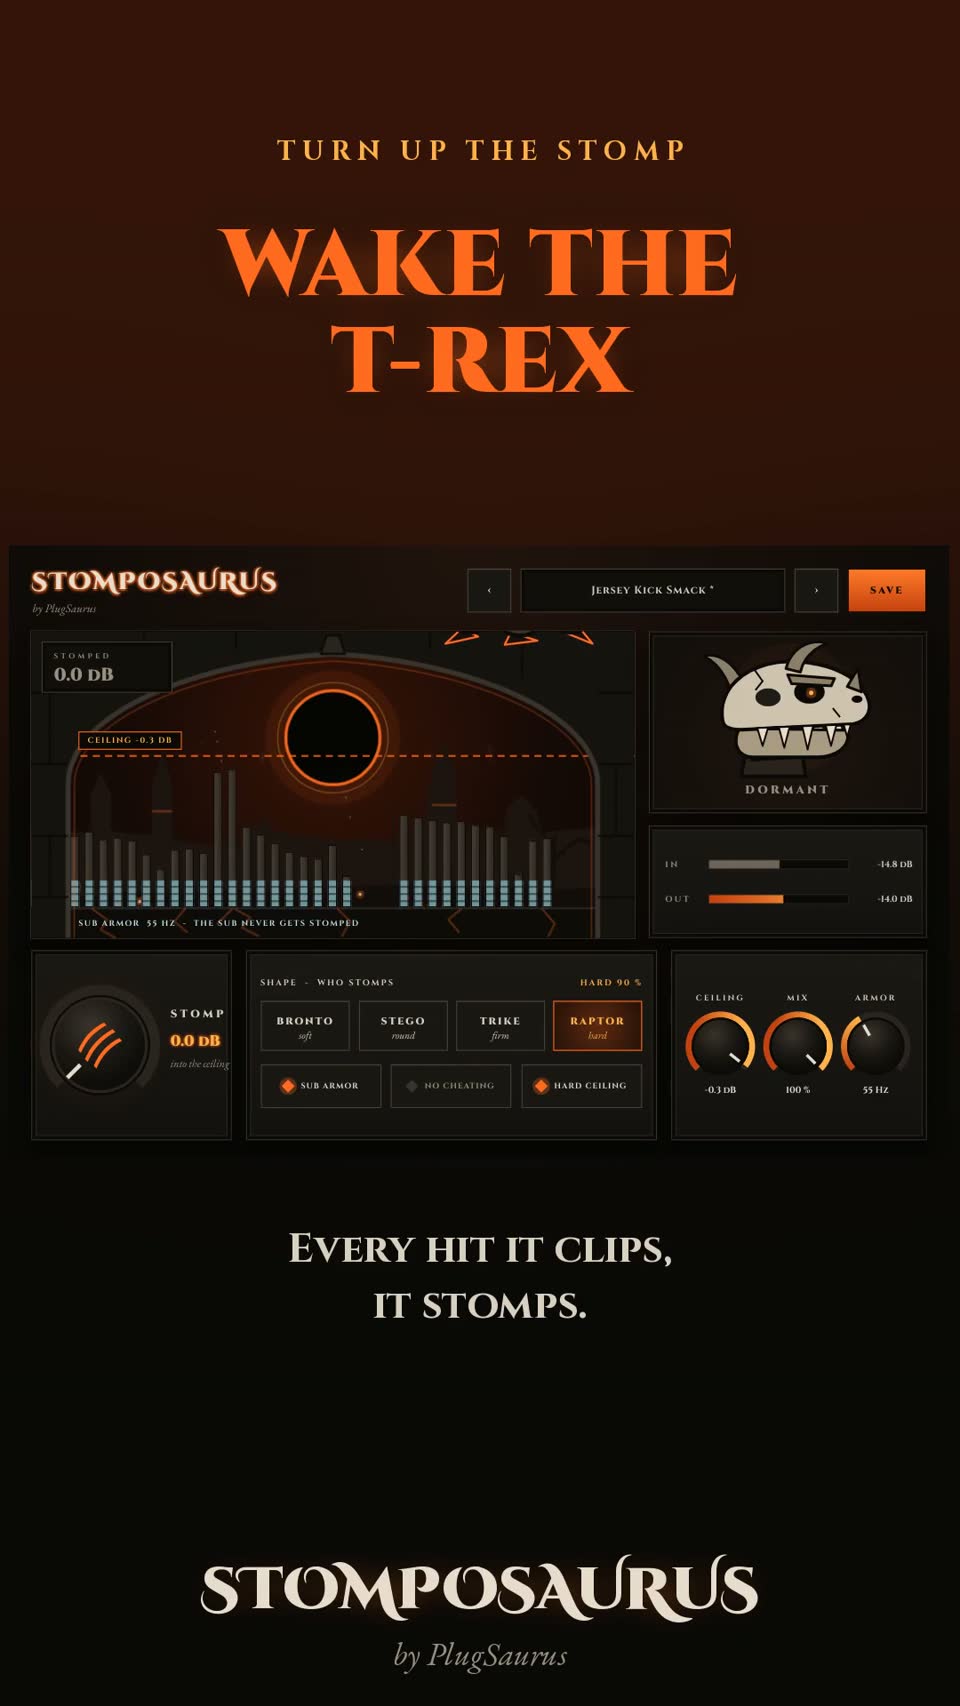 TURN UP THE STOMP
WAKE THE
T-REX
STOMPOSAURUS
by PlugSaurus
‹
JERSEY KICK SMACK *
›
SAVE
STOMPED
0.0 DB
CEILING -0.3 DB
SUB ARMOR 55 HZ - THE SUB NEVER GETS STOMPED
DORMANT
IN -14.8 DB
OUT -14.0 DB
STOMP
0.0 DB
into the ceiling
SHAPE - WHO STOMPS HARD 90 %
BRONTO STEGO TRIKE RAPTOR
soft round firm hard
SUB ARMOR NO CHEATING HARD CEILING
CEILING MIX ARMOR
-0.3 DB 100 % 55 HZ
EVERY HIT IT CLIPS,
IT STOMPS.
STOMPOSAURUS
by PlugSaurus